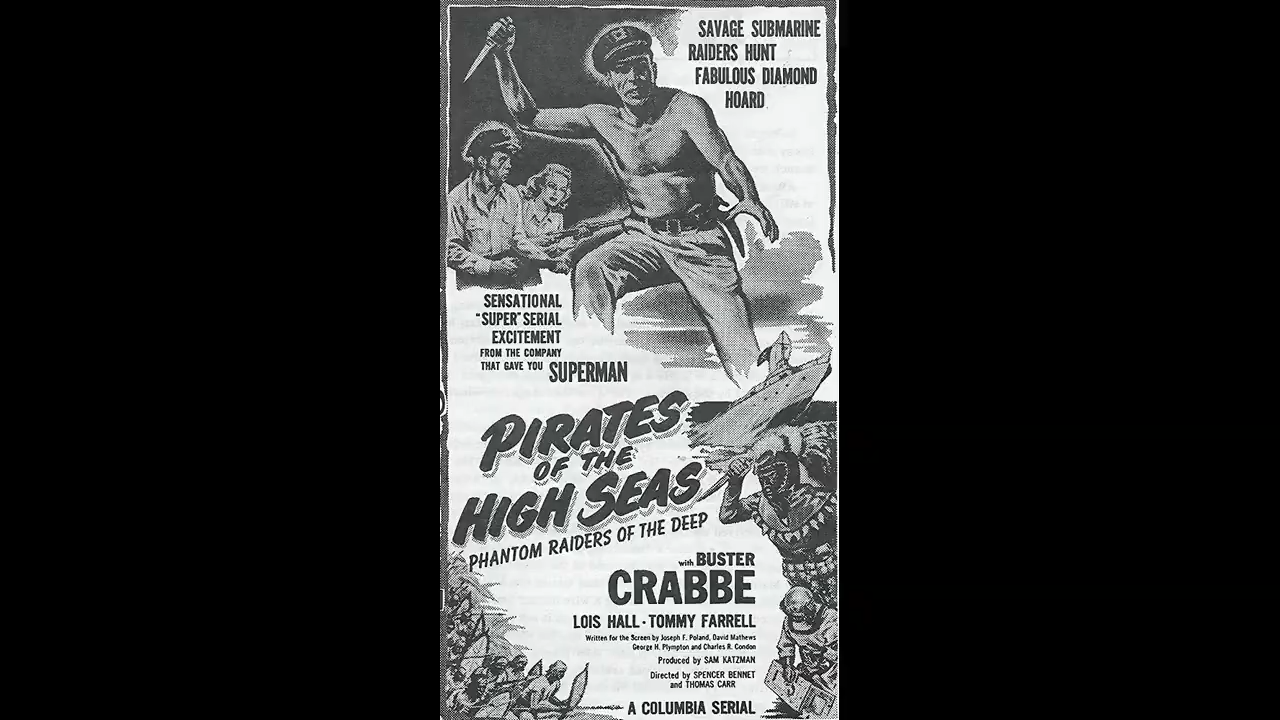 SAVAGE SUBMARINE
RAIDERS HUNT
FABULOUS DIAMOND
HOARD
SENSATIONAL
"SUPER" SERIAL
EXCITEMENT
FROM THE COMPANY
THAT GAVE YOU SUPERMAN
PIRATES
OF THE
HIGH SEAS
PHANTOM RAIDERS OF THE DEEP
with BUSTER
CRABBE
LOIS HALL · TOMMY FARRELL
Written for the Screen by Joseph F. Poland, David Mathews
George H. Plympton and Charles R. Condon
Produced by SAM KATZMAN
Directed by SPENCER BENNET
and THOMAS CARR
A COLUMBIA SERIAL